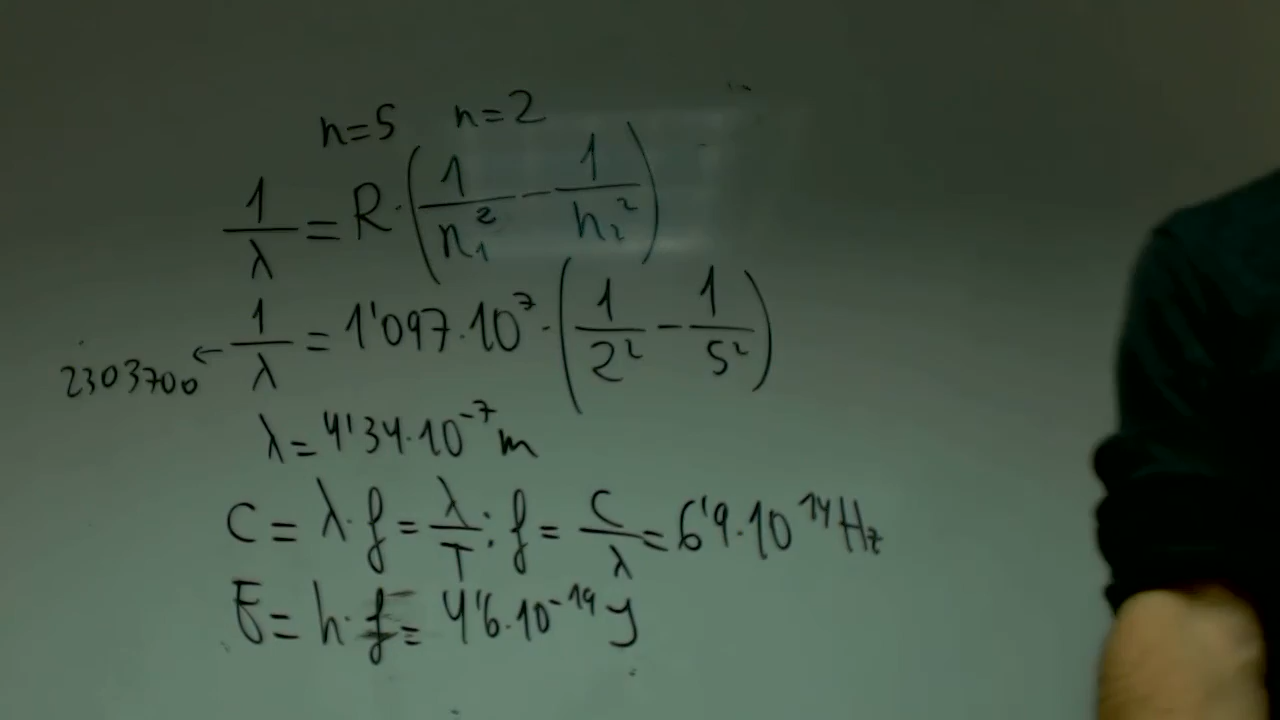 n=5 n=2
1/λ = R·(1/n₁² - 1/n₂²)
2303700 ← 1/λ = 1'097·10⁷·(1/2² - 1/5²)
λ = 4'34·10⁻⁷ m
C = λ·f = λ/T : f = C/λ = 6'9·10¹⁴ Hz
E = h·f = 4'6·10⁻¹⁹ J